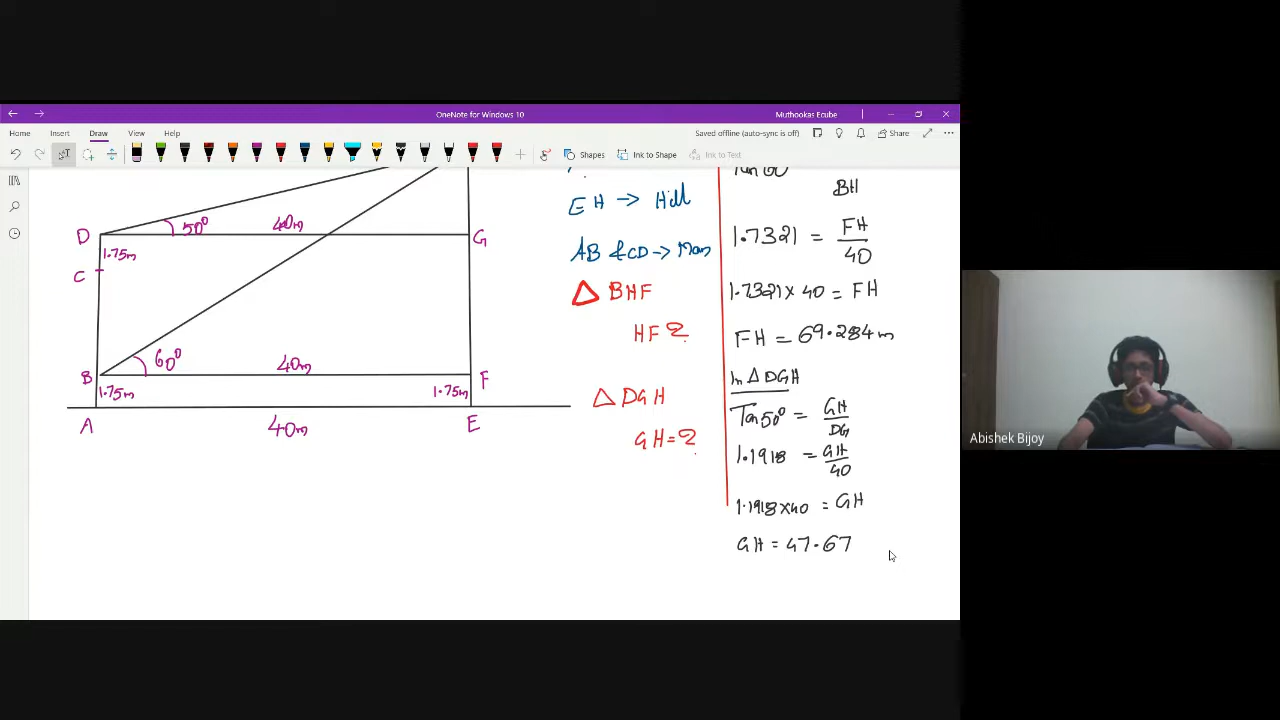 OneNote for Windows 10
Muthookas Ecube
Home Insert Draw View Help
Saved offline (auto-sync is off)
Share
Shapes
Ink to Shape
Ink to Text
D
50°
40m
G
1.75m
C
B
60°
40m
F
1.75m
1.75m
A
40m
E
EH → Hill
AB & CD → Man
△ BHF
HF ?
△ DGH
GH = ?
Tan 60
BH
1.7321 = FH
40
1.7321 x 40 = FH
FH = 69.284 m
In △ DGH
Tan 50° = GH
DG
1.1918 = GH
40
1.1918 x 40 = GH
GH = 47.67
Abishek Bijoy